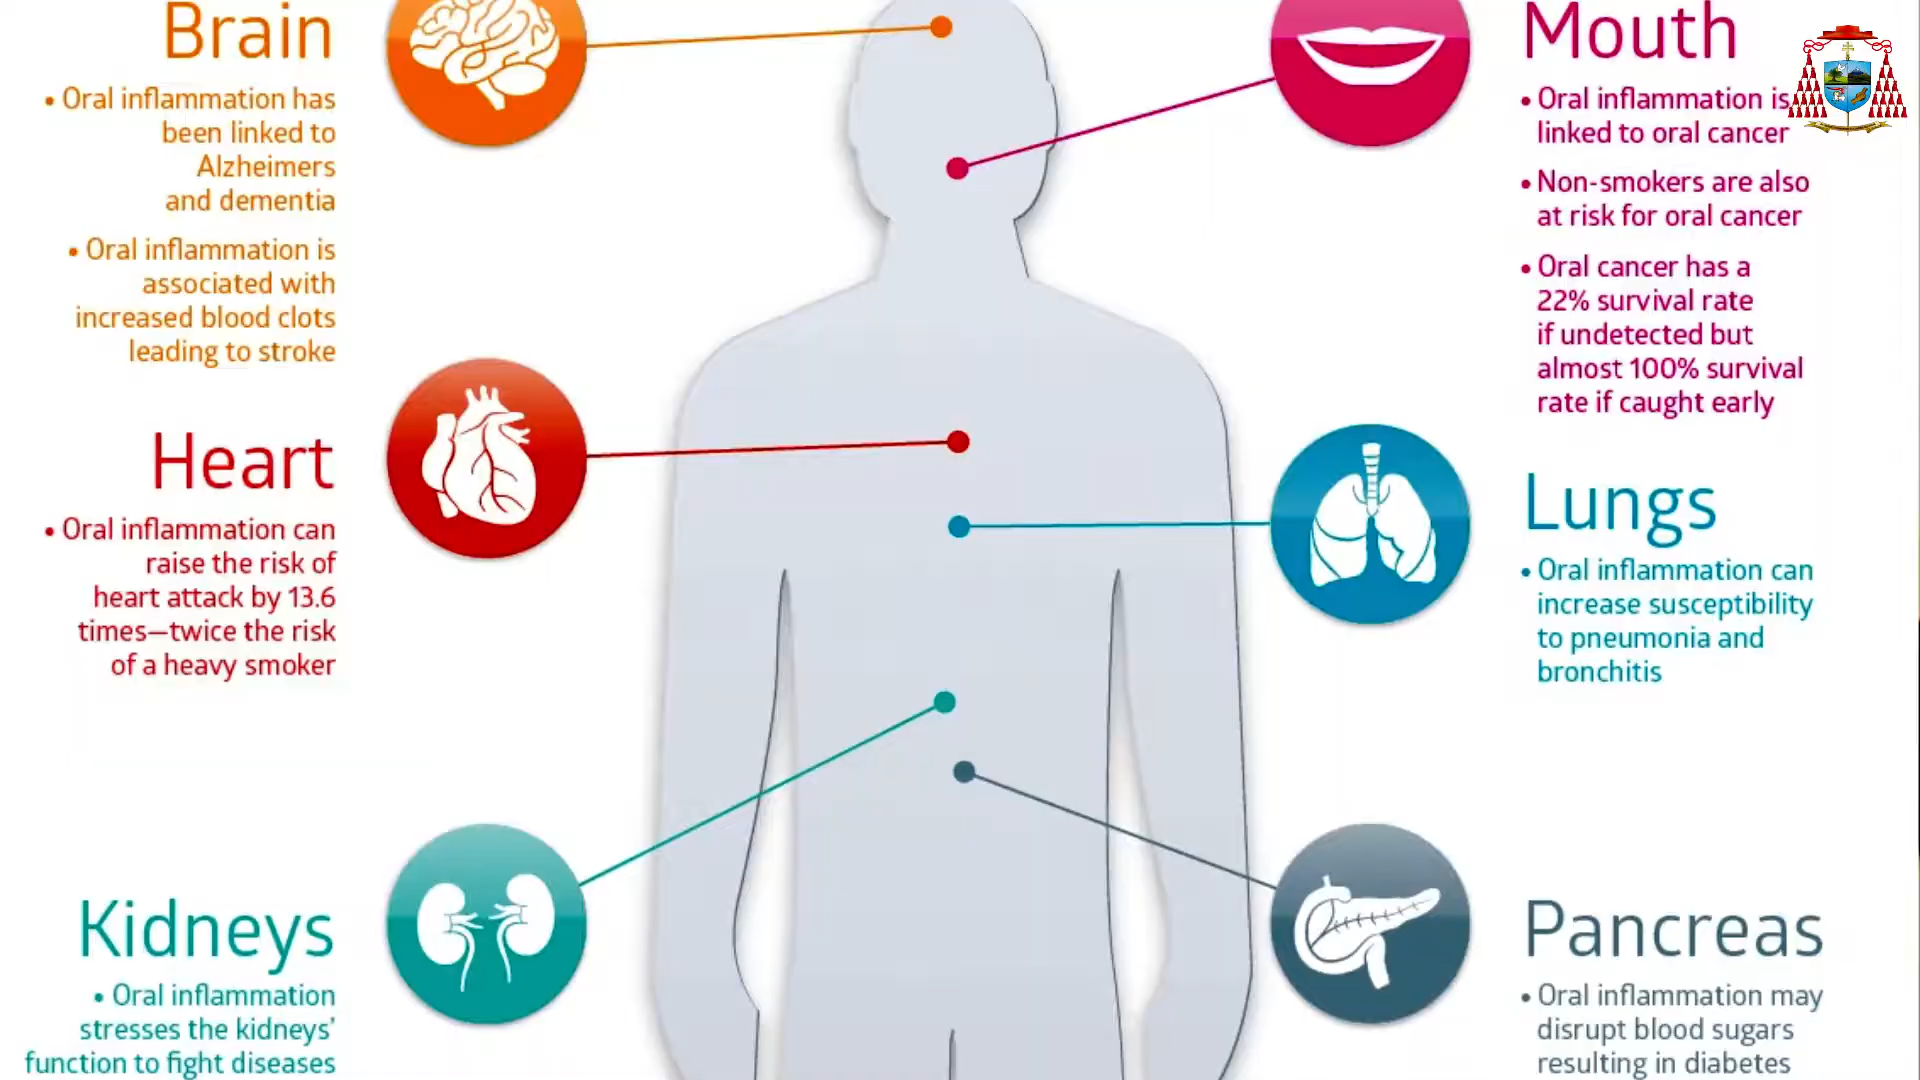 Brain
• Oral inflammation has
been linked to
Alzheimers
and dementia
• Oral inflammation is
associated with
increased blood clots
leading to stroke
Heart
• Oral inflammation can
raise the risk of
heart attack by 13.6
times—twice the risk
of a heavy smoker
Kidneys
• Oral inflammation
stresses the kidneys'
function to fight diseases
Mouth
• Oral inflammation is
linked to oral cancer
• Non-smokers are also
at risk for oral cancer
• Oral cancer has a
22% survival rate
if undetected but
almost 100% survival
rate if caught early
Lungs
• Oral inflammation can
increase susceptibility
to pneumonia and
bronchitis
Pancreas
• Oral inflammation may
disrupt blood sugars
resulting in diabetes